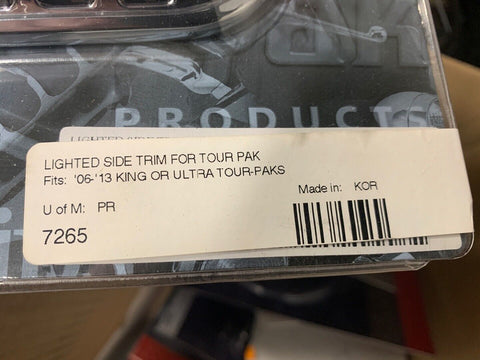 PRODUCTS
LIGHTED SIDE TRIM FOR TOUR PAK
Fits: '06-'13 KING OR ULTRA TOUR-PAKS
Made in: KOR
U of M: PR
7265